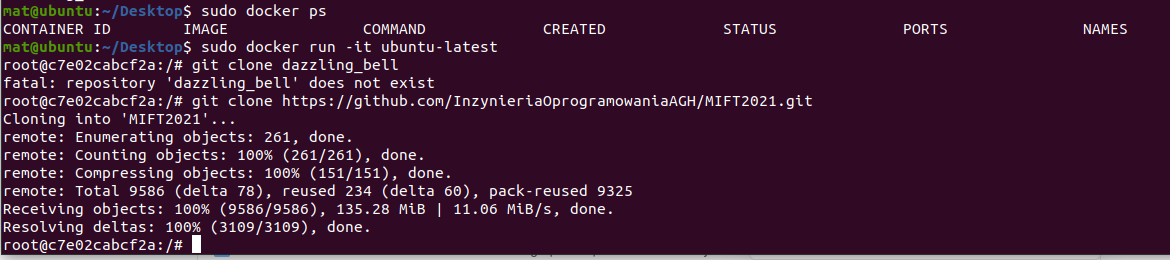 mat@ubuntu:~/Desktop$ sudo docker ps
CONTAINER ID IMAGE COMMAND CREATED STATUS PORTS NAMES
mat@ubuntu:~/Desktop$ sudo docker run -it ubuntu-latest
root@c7e02cabcf2a:/# git clone dazzling_bell
fatal: repository 'dazzling_bell' does not exist
root@c7e02cabcf2a:/# git clone https://github.com/InzynieriaOprogramowaniaAGH/MIFT2021.git
Cloning into 'MIFT2021'...
remote: Enumerating objects: 261, done.
remote: Counting objects: 100% (261/261), done.
remote: Compressing objects: 100% (151/151), done.
remote: Total 9586 (delta 78), reused 234 (delta 60), pack-reused 9325
Receiving objects: 100% (9586/9586), 135.28 MiB | 11.06 MiB/s, done.
Resolving deltas: 100% (3109/3109), done.
root@c7e02cabcf2a:/#